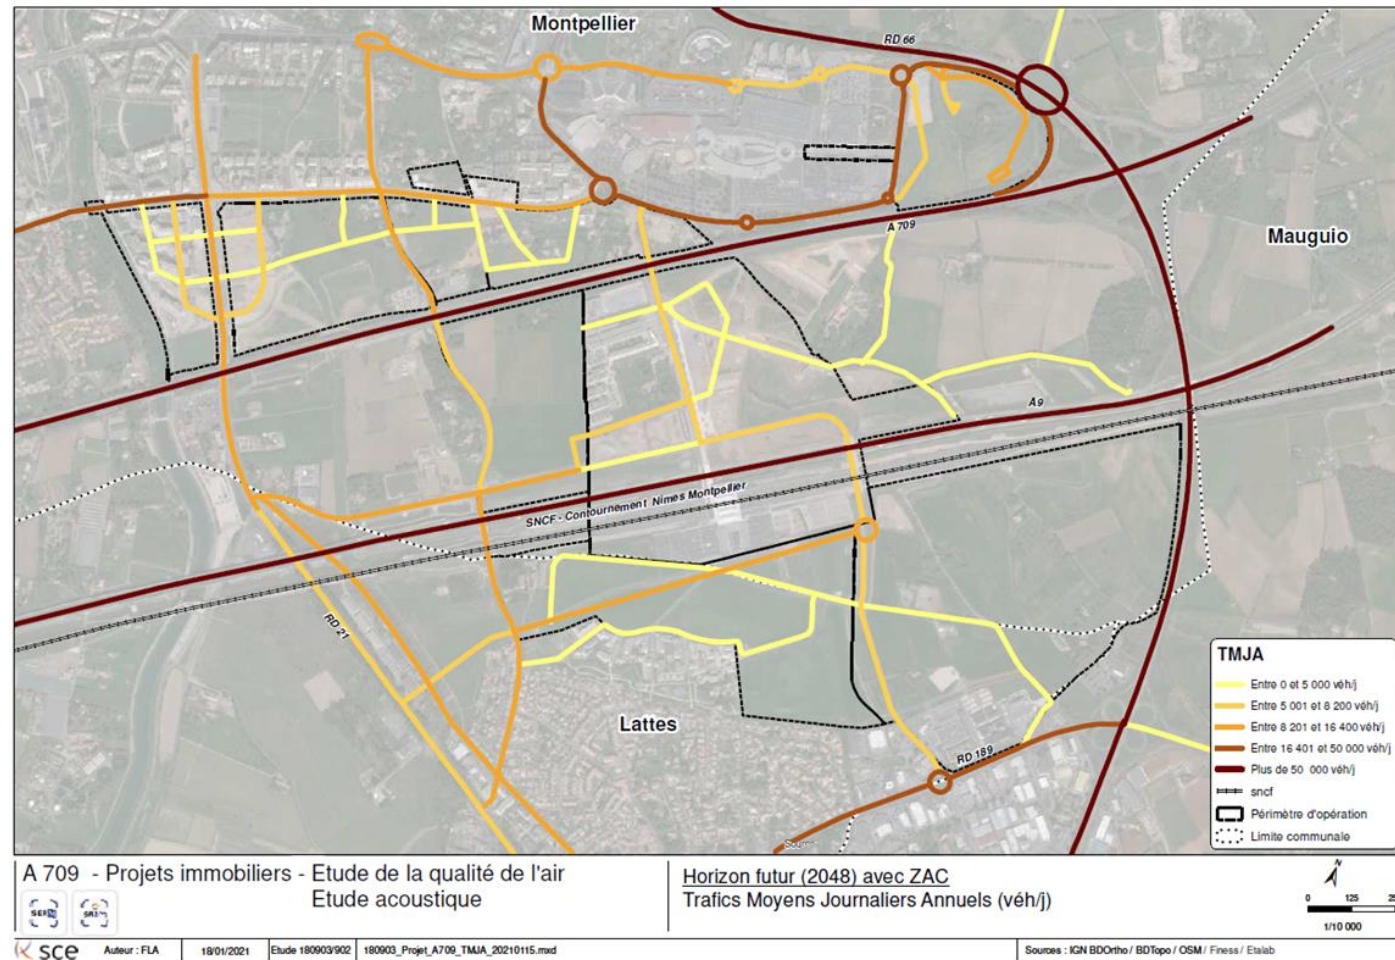 Montpellier
RD 66
A 709
Mauguio
A9
SNCF - Contournement Nimes Montpellier
RD 21
Lattes
RD 189
TMJA
Entre 0 et 5 000 véh/j
Entre 5 001 et 8 200 véh/j
Entre 8 201 et 16 400 véh/j
Entre 16 401 et 50 000 véh/j
Plus de 50 000 véh/j
sncf
Périmètre d'opération
Limite communale
A 709 - Projets immobiliers - Etude de la qualité de l'air
Etude acoustique
Horizon futur (2048) avec ZAC
Trafics Moyens Journaliers Annuels (véh/j)
N
0 125
1/10 000
sce
Auteur : FLA
18/01/2021
Etude 180903/902
180903_Projet_A709_TMJA_20210115.mxd
Sources : IGN BDOrtho / BDTopo / OSM / Finess / Etalab